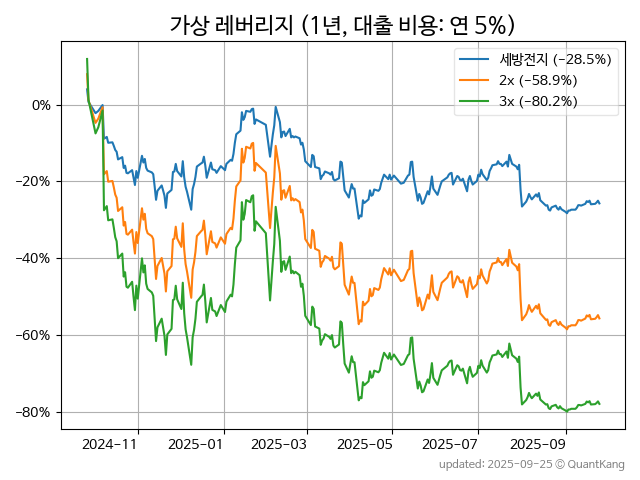 가상 레버리지 (1년, 대출 비용: 연 5%)
세방전지 (-28.5%)
2x (-58.9%)
3x (-80.2%)
0%
-20%
-40%
-60%
-80%
2024-11 2025-01 2025-03 2025-05 2025-07 2025-09
updated: 2025-09-25 © QuantKang